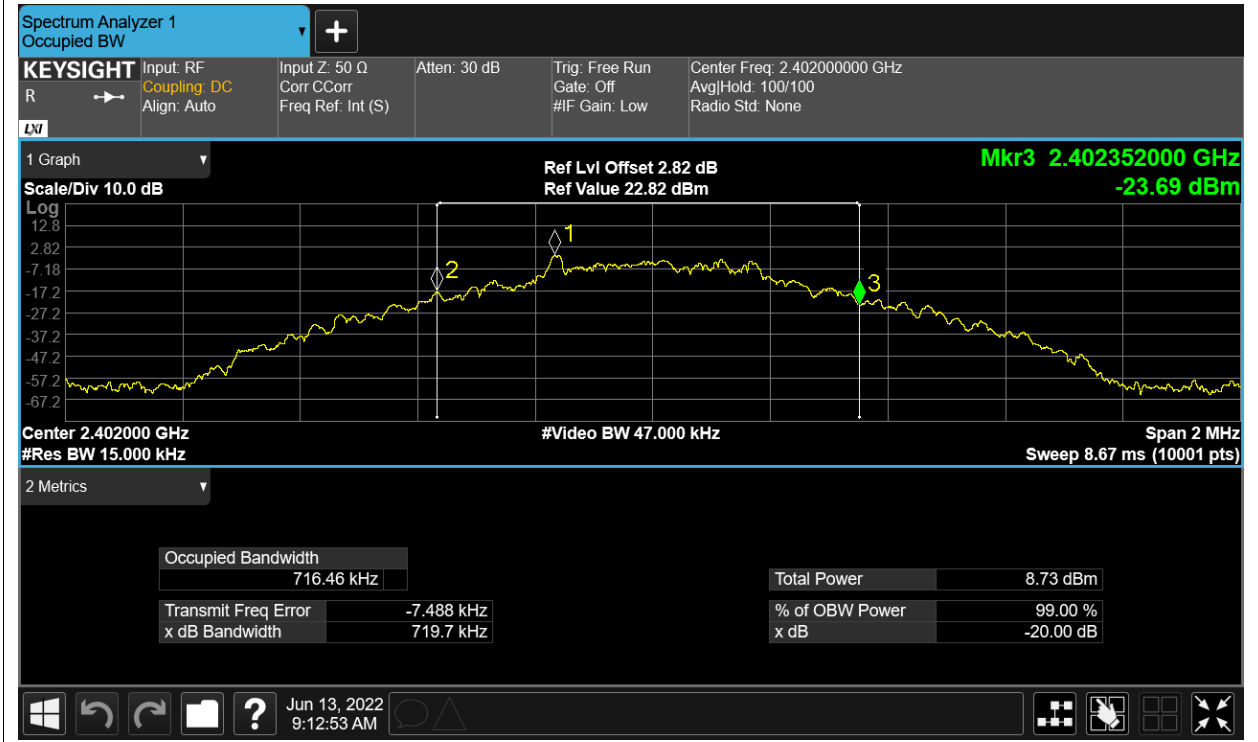 Spectrum Analyzer 1
Occupied BW
KEYSIGHT
R
LXI
Input: RF
Coupling: DC
Align: Auto
Input Z: 50 Ω
Corr CCorr
Freq Ref: Int (S)
Atten: 30 dB
Trig: Free Run
Gate: Off
#IF Gain: Low
Center Freq: 2.402000000 GHz
Avg|Hold: 100/100
Radio Std: None
1 Graph
Scale/Div 10.0 dB
Ref Lvl Offset 2.82 dB
Ref Value 22.82 dBm
Mkr3 2.402352000 GHz
-23.69 dBm
Log
12.8
2.82
-7.18
-17.2
-27.2
-37.2
-47.2
-57.2
-67.2
1
2
3
Center 2.402000 GHz
#Video BW 47.000 kHz
Span 2 MHz
#Res BW 15.000 kHz
Sweep 8.67 ms (10001 pts)
2 Metrics
Occupied Bandwidth
716.46 kHz
Total Power 8.73 dBm
Transmit Freq Error -7.488 kHz
% of OBW Power 99.00 %
x dB Bandwidth 719.7 kHz
x dB -20.00 dB
?
Jun 13, 2022
9:12:53 AM